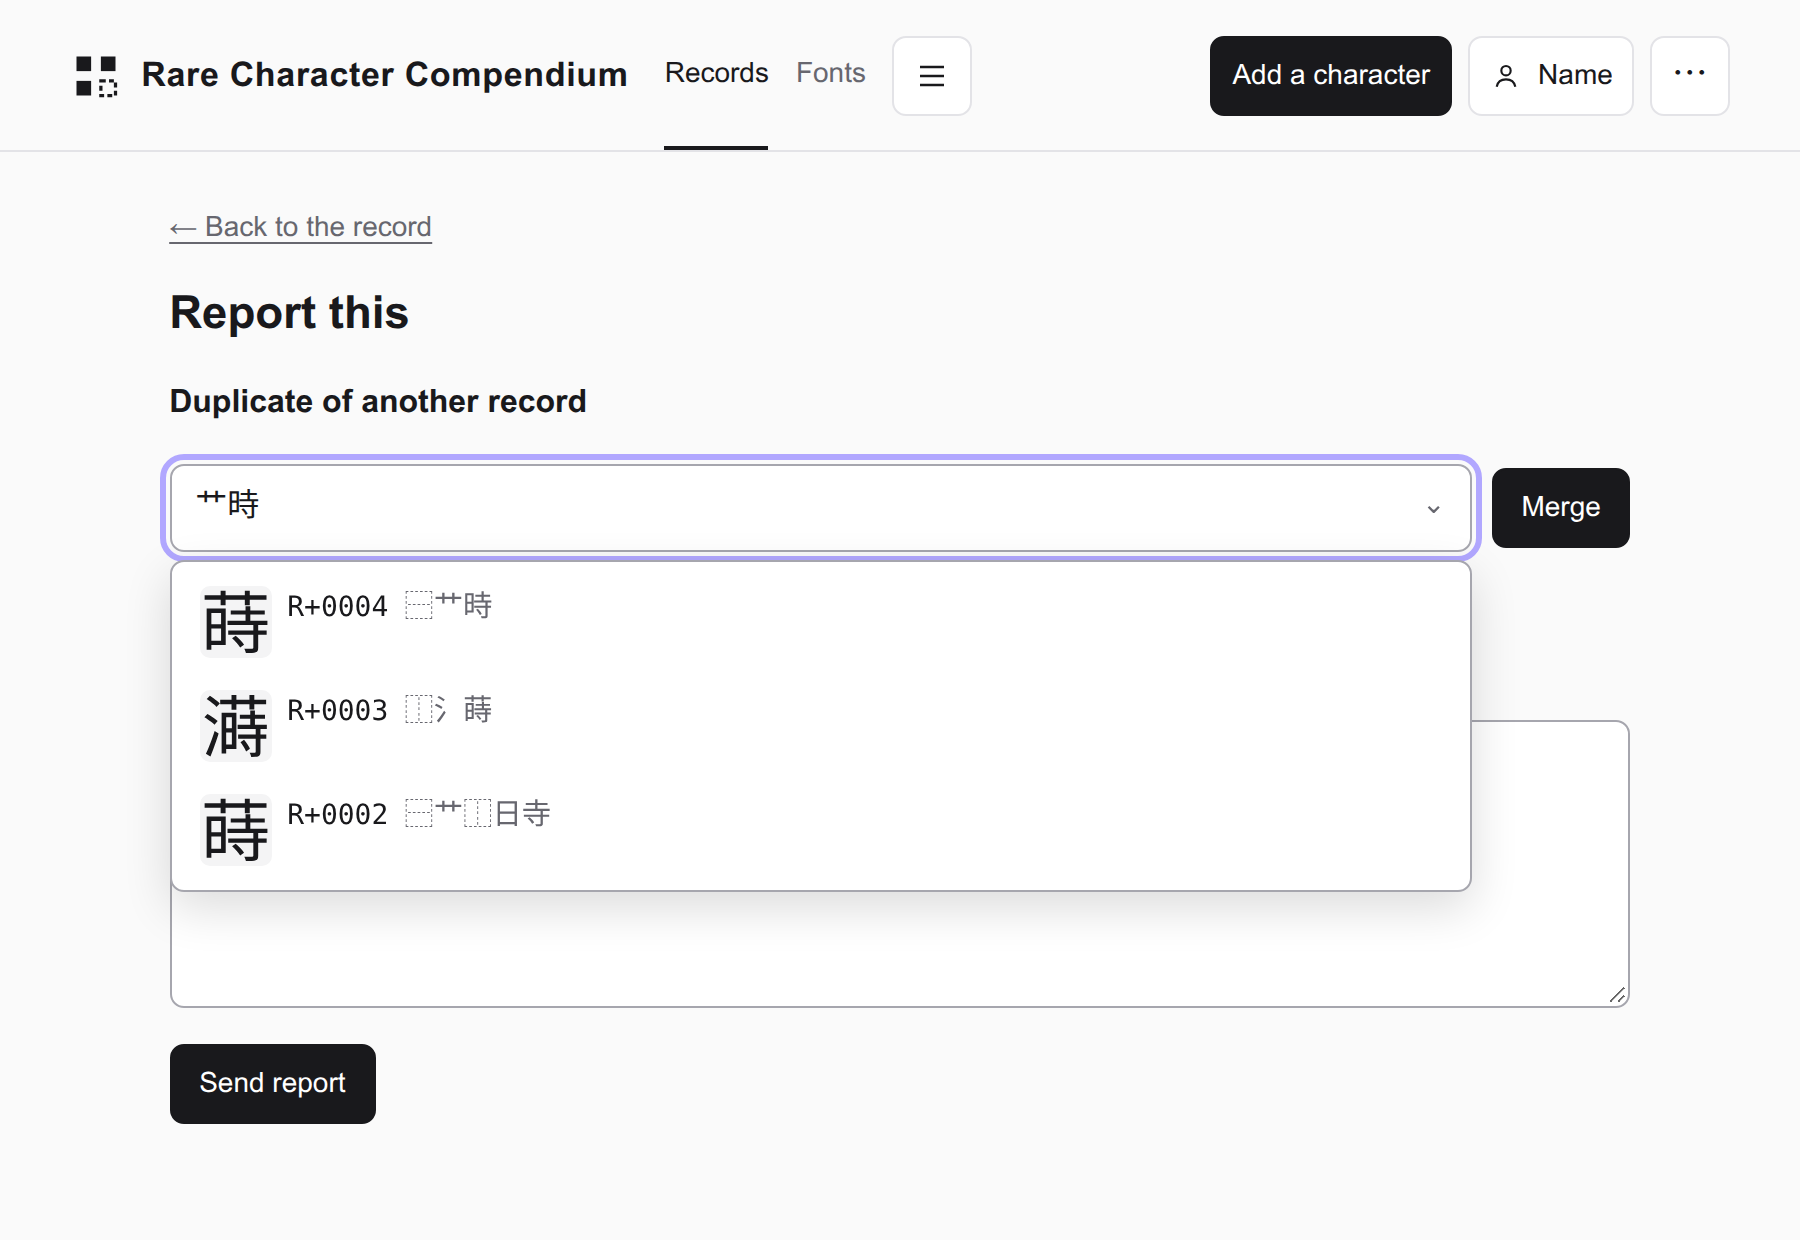 Rare Character Compendium
Records
Fonts
Add a character
Name
← Back to the record
Report this
Duplicate of another record
艹時
Merge
蒔 R+0004 ⿱艹時
溡 R+0003 ⿰氵蒔
蒔 R+0002 ⿱艹⿰日寺
Send report